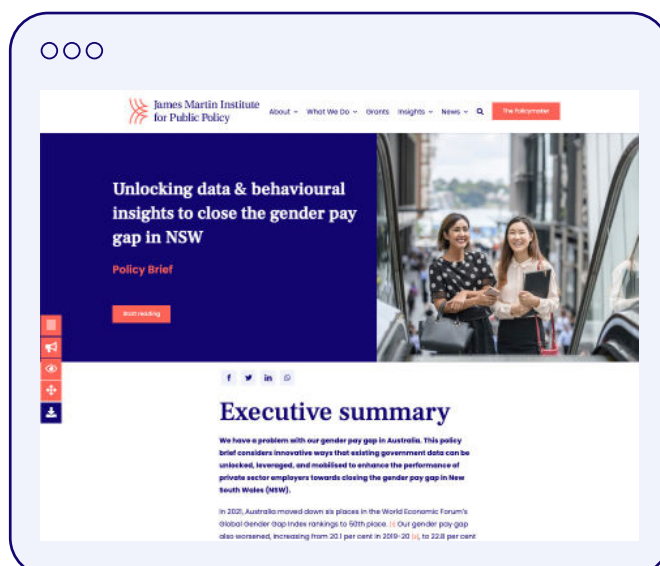 James Martin Institute
for Public Policy
About What We Do Grants Insights News The Policymaker
Unlocking data & behavioural
insights to close the gender pay
gap in NSW
Policy Brief
Start reading
Executive summary
We have a problem with our gender pay gap in Australia. This policy
brief considers innovative ways that existing government data can be
unlocked, leveraged, and mobilised to enhance the performance of
private sector employers towards closing the gender pay gap in New
South Wales (NSW).
In 2021, Australia moved down six places in the World Economic Forum's
Global Gender Gap Index rankings to 50th place. [1] Our gender pay gap
also worsened, increasing from 20.1 per cent in 2019-20 [2], to 22.8 per cent